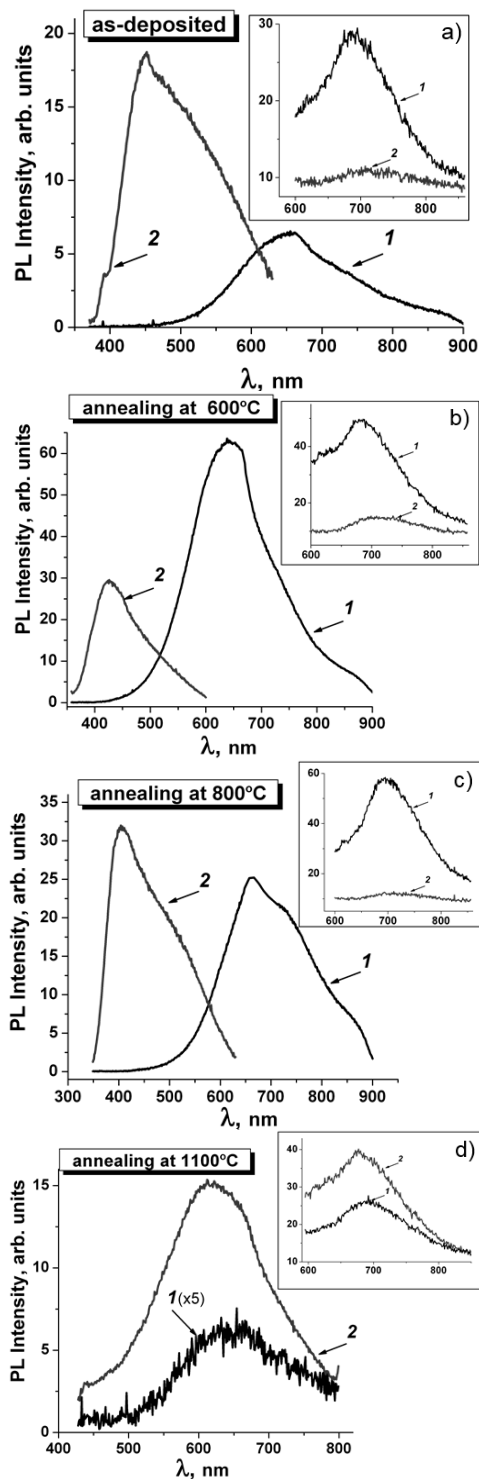 as-deposited
a)
20
15
10
5
0
PL Intensity, arb. units
2
1
400 500 600 700 800 900
λ, nm
30
20
10
1
2
600 700 800
annealing at 600°C
b)
60
50
40
30
20
10
0
PL Intensity, arb. units
2
1
400 500 600 700 800 900
λ, nm
40
20
1
2
600 700 800
annealing at 800°C
c)
35
30
25
20
15
10
5
0
PL Intensity, arb. units
2
1
300 400 500 600 700 800 900
λ, nm
60
40
20
1
2
600 700 800
annealing at 1100°C
d)
15
10
5
0
PL Intensity, arb. units
1(x5)
2
400 500 600 700 800
λ, nm
40
30
20
10
2
1
600 700 800